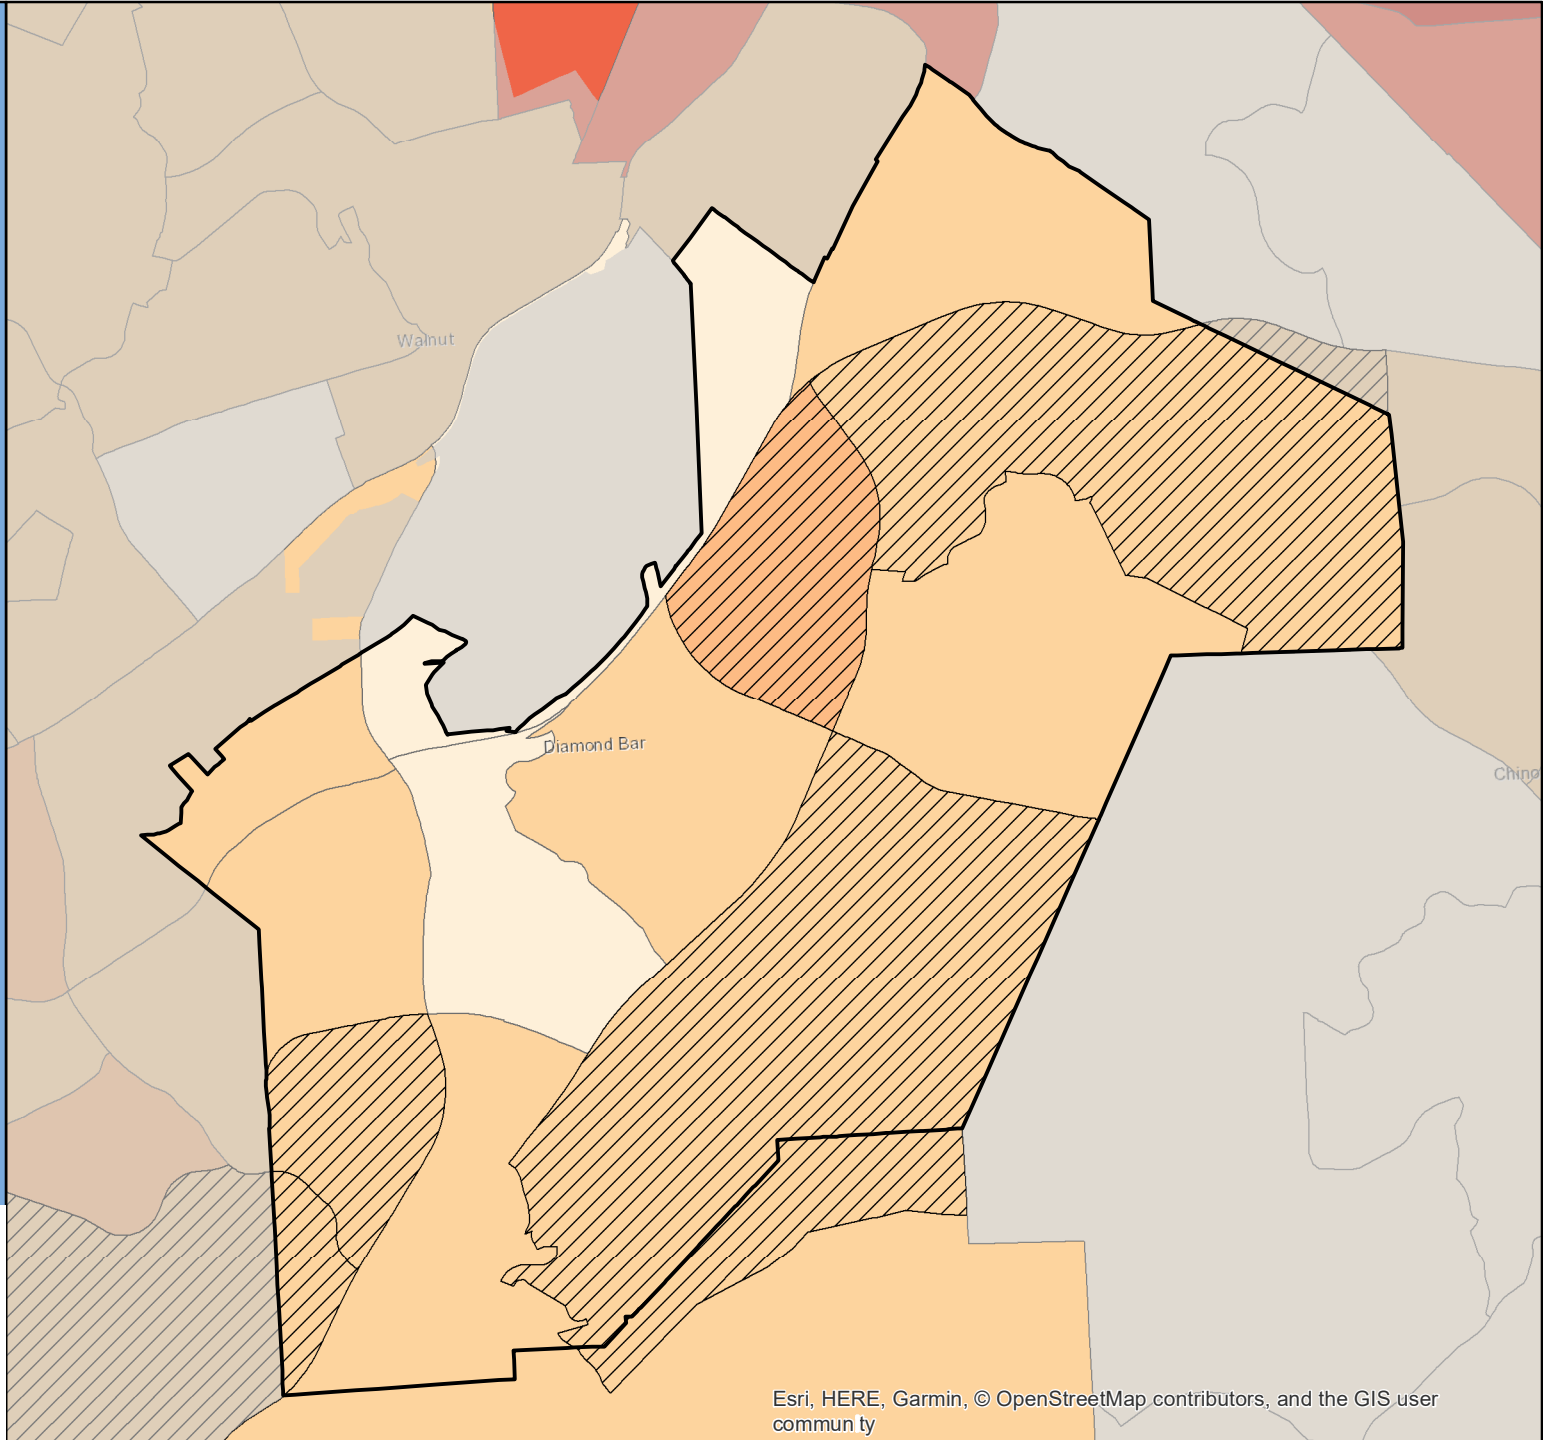 Walnut
Diamond Bar
Chino
Esri, HERE, Garmin, © OpenStreetMap contributors, and the GIS user
commun ty